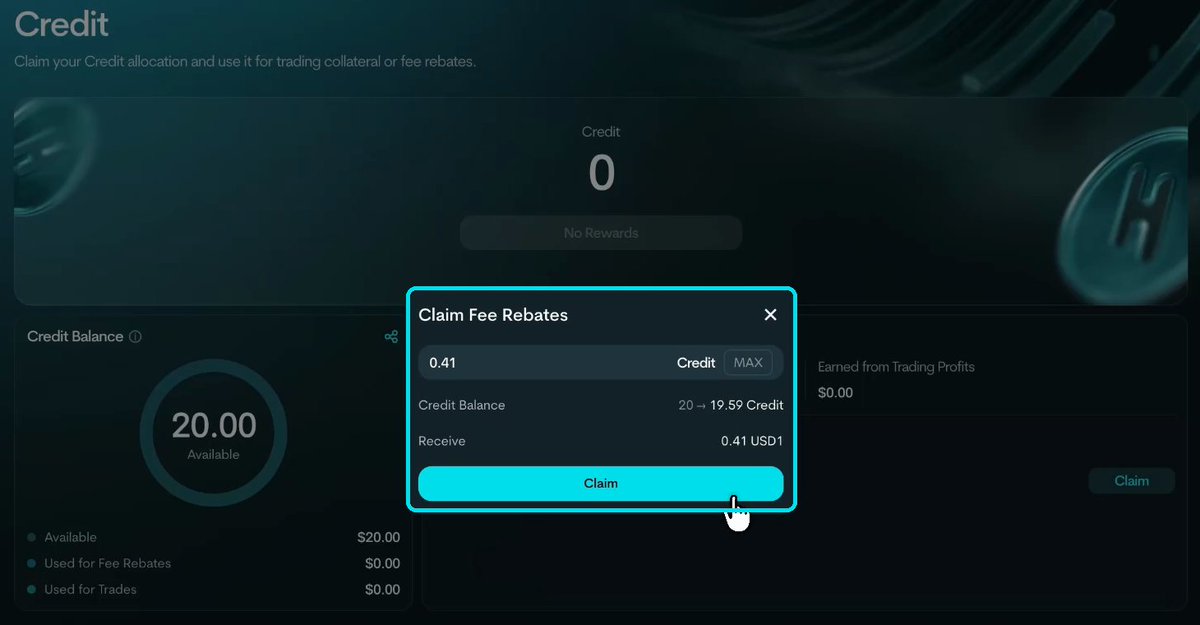 Credit
Claim your Credit allocation and use it for trading collateral or fee rebates.
Credit
0
No Rewards
Claim Fee Rebates
0.41 Credit MAX
Credit Balance 20 → 19.59 Credit
Receive 0.41 USD1
Claim
Credit Balance
20.00
Available
Available $20.00
Used for Fee Rebates $0.00
Used for Trades $0.00
Earned from Trading Profits
$0.00
Claim